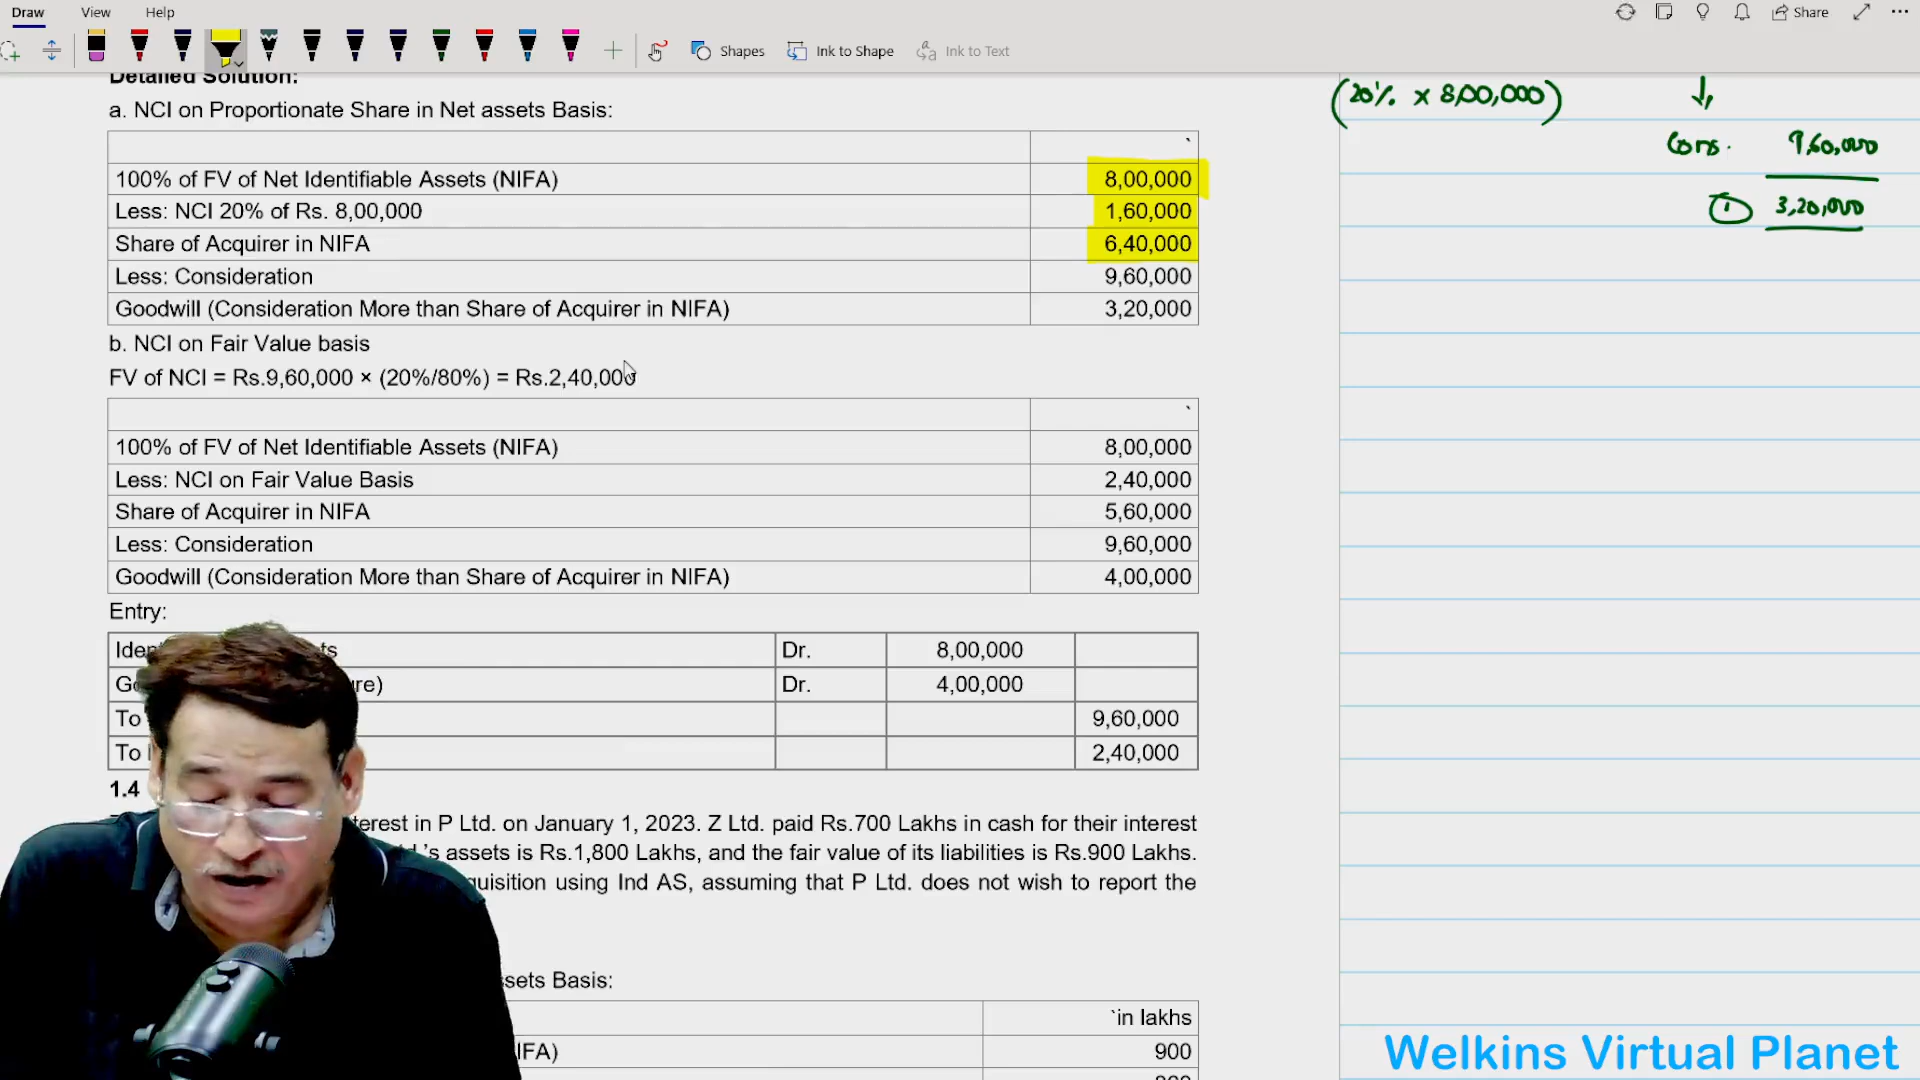 Draw View Help
Share
Shapes Ink to Shape Ink to Text
Detailed Solution:
a. NCI on Proportionate Share in Net assets Basis:
`
100% of FV of Net Identifiable Assets (NIFA) 8,00,000
Less: NCI 20% of Rs. 8,00,000 1,60,000
Share of Acquirer in NIFA 6,40,000
Less: Consideration 9,60,000
Goodwill (Consideration More than Share of Acquirer in NIFA) 3,20,000
b. NCI on Fair Value basis
FV of NCI = Rs.9,60,000 × (20%/80%) = Rs.2,40,000
`
100% of FV of Net Identifiable Assets (NIFA) 8,00,000
Less: NCI on Fair Value Basis 2,40,000
Share of Acquirer in NIFA 5,60,000
Less: Consideration 9,60,000
Goodwill (Consideration More than Share of Acquirer in NIFA) 4,00,000
Entry:
Dr. 8,00,000
Dr. 4,00,000
To 9,60,000
To 2,40,000
1.4
in P Ltd. on January 1, 2023. Z Ltd. paid Rs.700 Lakhs in cash for their interest
assets is Rs.1,800 Lakhs, and the fair value of its liabilities is Rs.900 Lakhs.
using Ind AS, assuming that P Ltd. does not wish to report the
Basis:
`in lakhs
900
(20% × 8,00,000)
Cons. 9,60,000
1 3,20,000
Welkins Virtual Planet